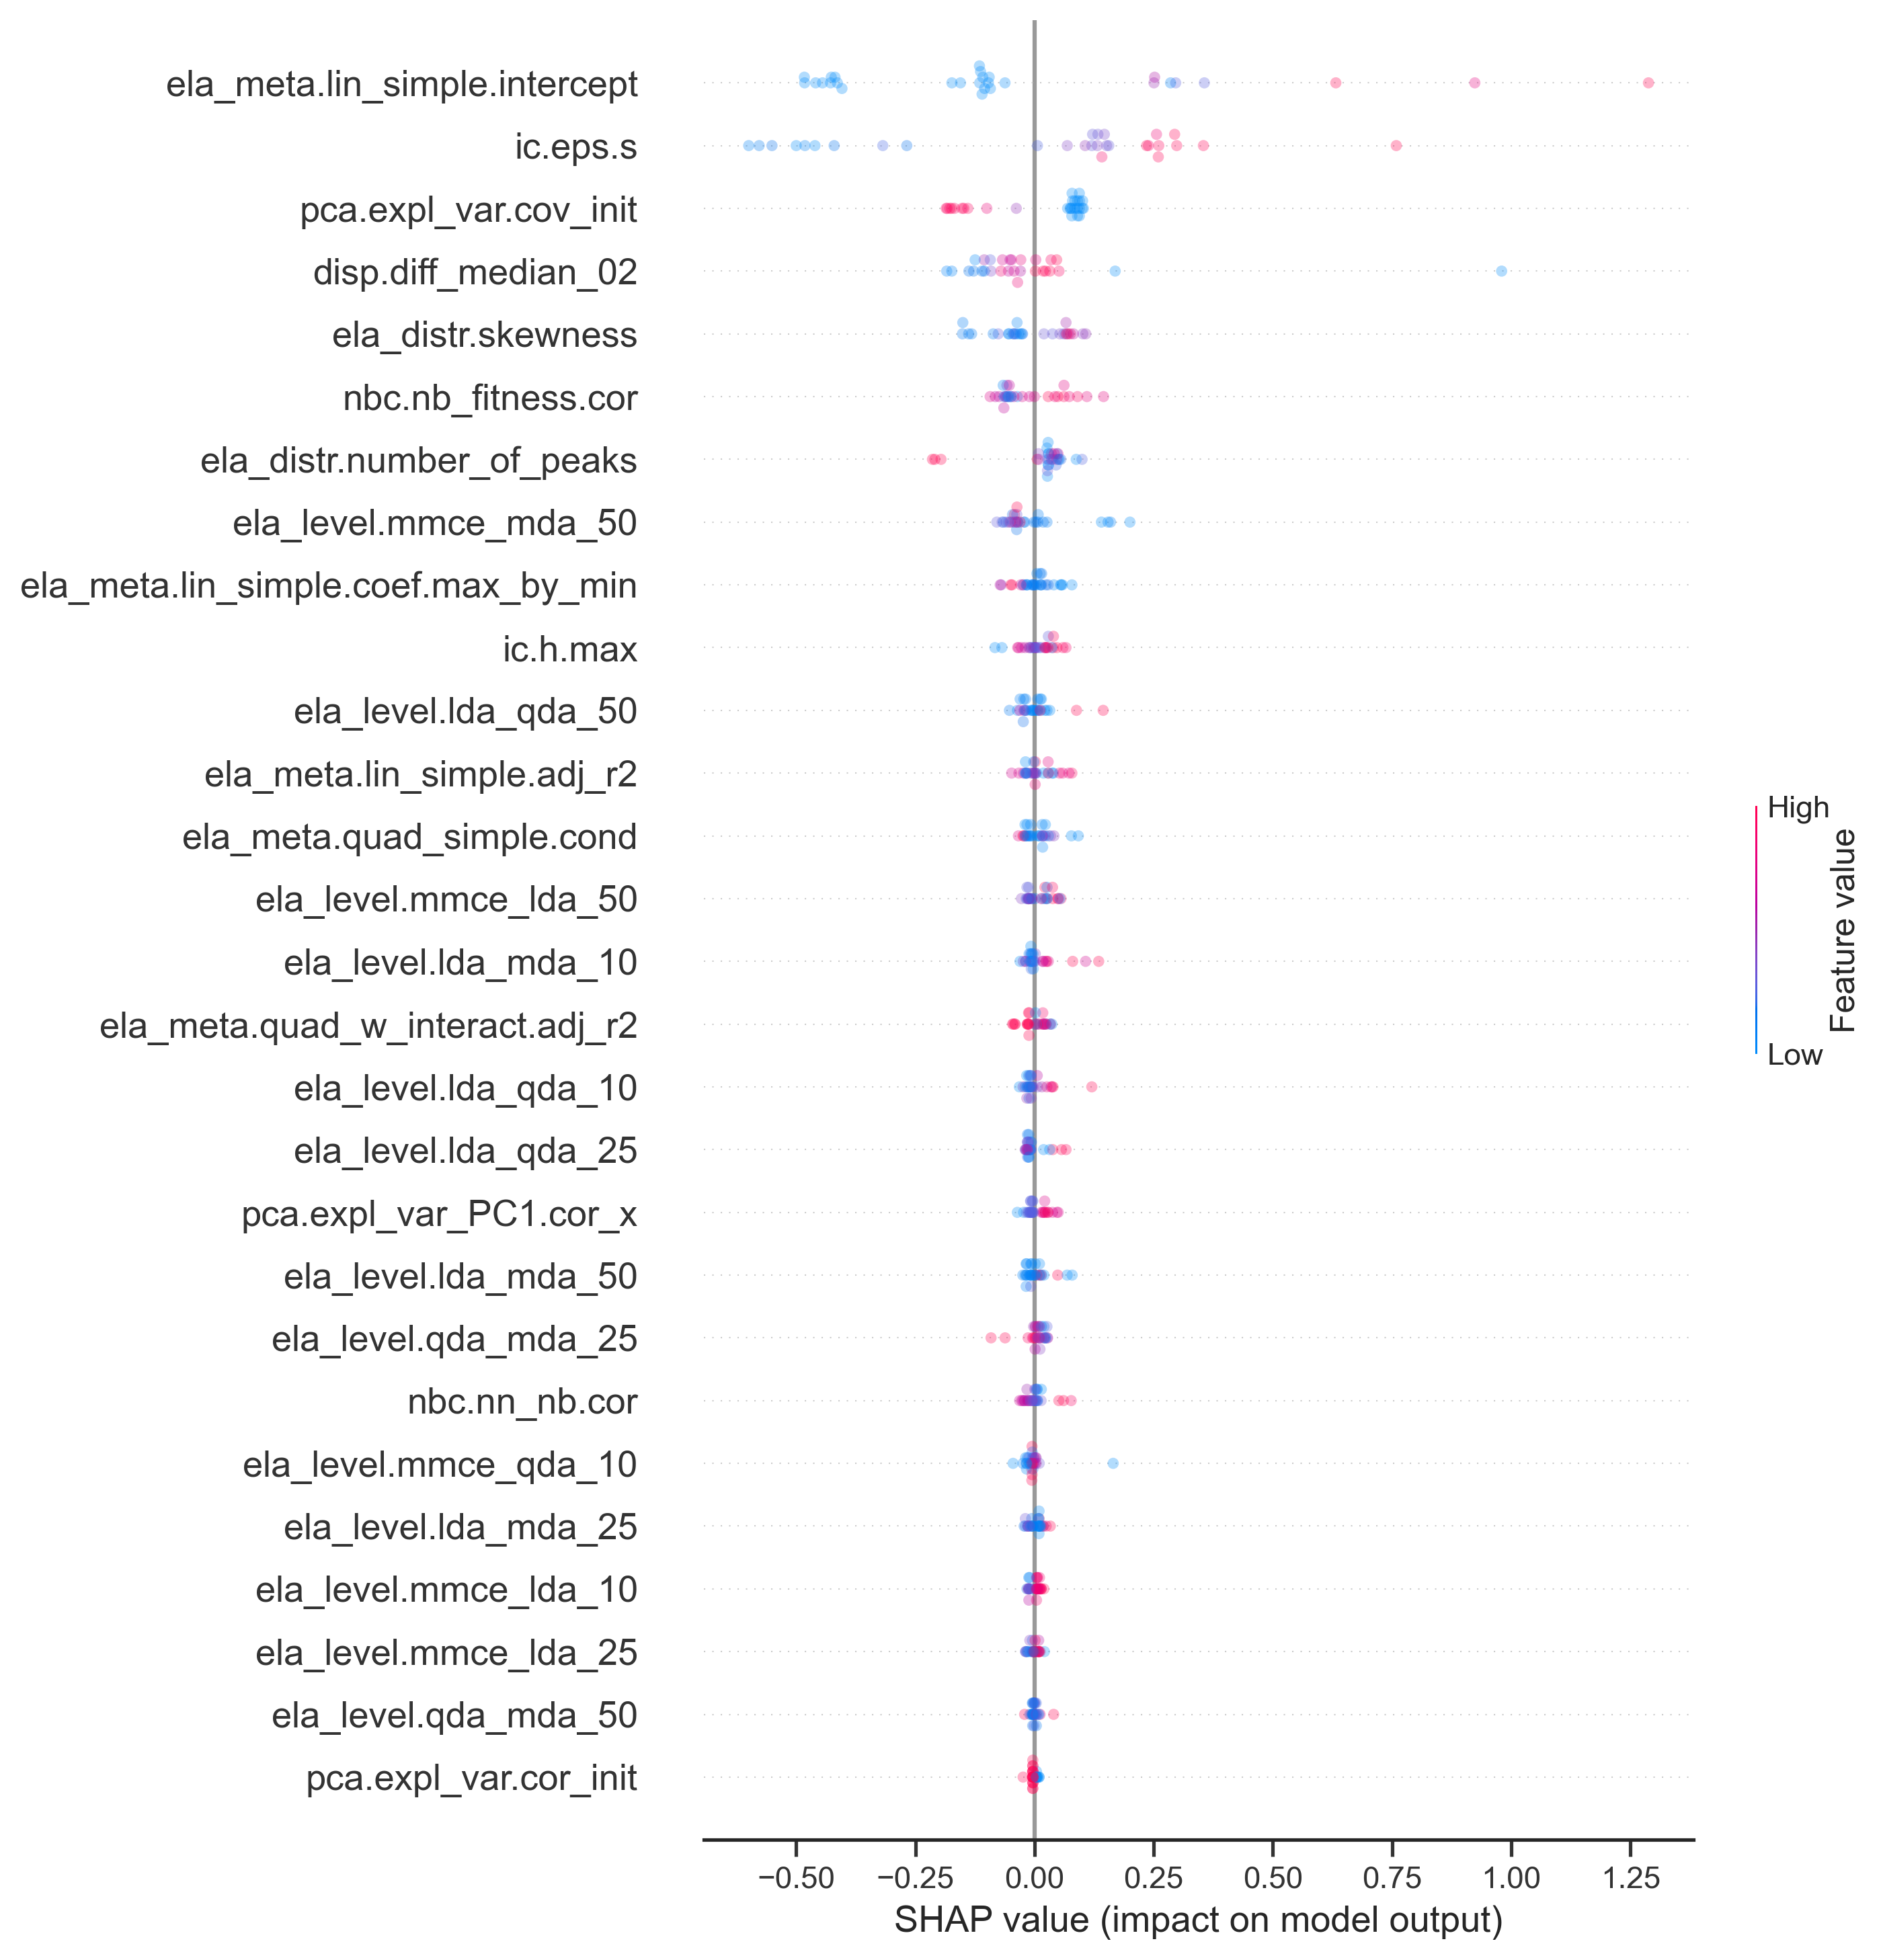 ela_meta.lin_simple.intercept
ic.eps.s
pca.expl_var.cov_init
disp.diff_median_02
ela_distr.skewness
nbc.nb_fitness.cor
ela_distr.number_of_peaks
ela_level.mmce_mda_50
ela_meta.lin_simple.coef.max_by_min
ic.h.max
ela_level.lda_qda_50
ela_meta.lin_simple.adj_r2
ela_meta.quad_simple.cond
ela_level.mmce_lda_50
ela_level.lda_mda_10
ela_meta.quad_w_interact.adj_r2
ela_level.lda_qda_10
ela_level.lda_qda_25
pca.expl_var_PC1.cor_x
ela_level.lda_mda_50
ela_level.qda_mda_25
nbc.nn_nb.cor
ela_level.mmce_qda_10
ela_level.lda_mda_25
ela_level.mmce_lda_10
ela_level.mmce_lda_25
ela_level.qda_mda_50
pca.expl_var.cor_init
−0.50 −0.25 0.00 0.25 0.50 0.75 1.00 1.25
SHAP value (impact on model output)
High
Feature value
Low